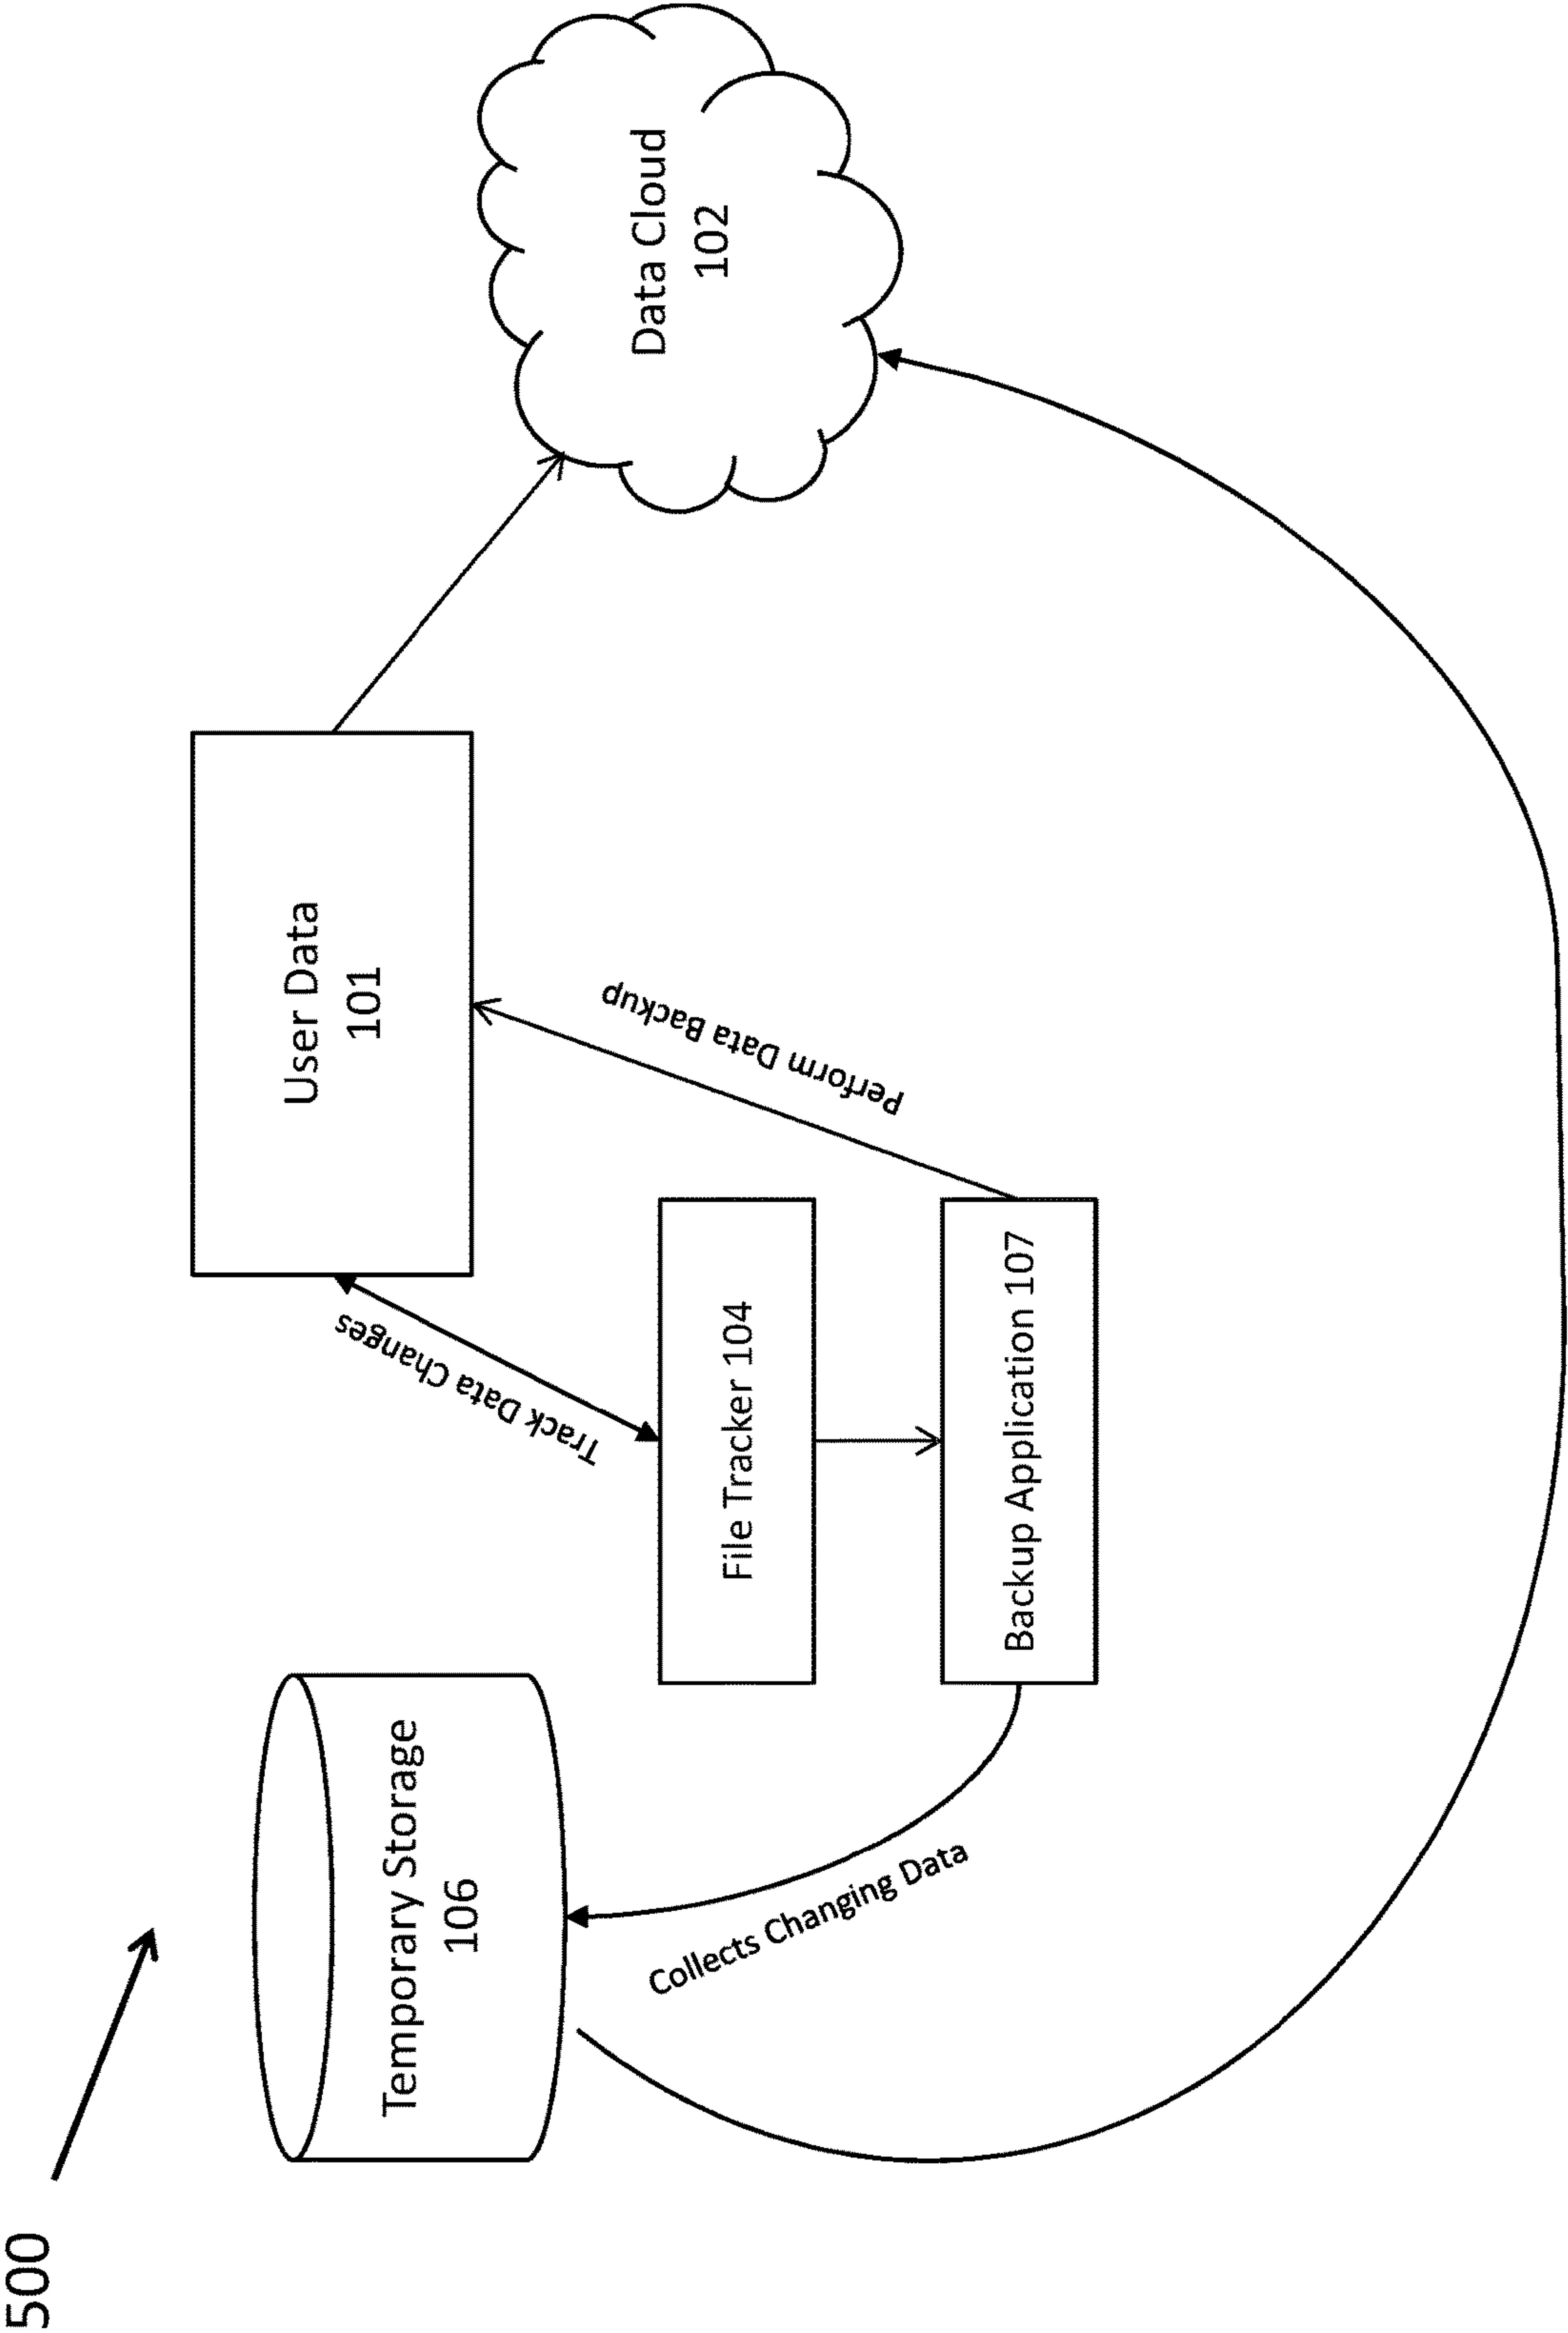 500
Temporary Storage
106
User Data
101
Data Cloud
102
Track Data Changes
File Tracker 104
Perform Data Backup
Collects Changing Data
Backup Application 107